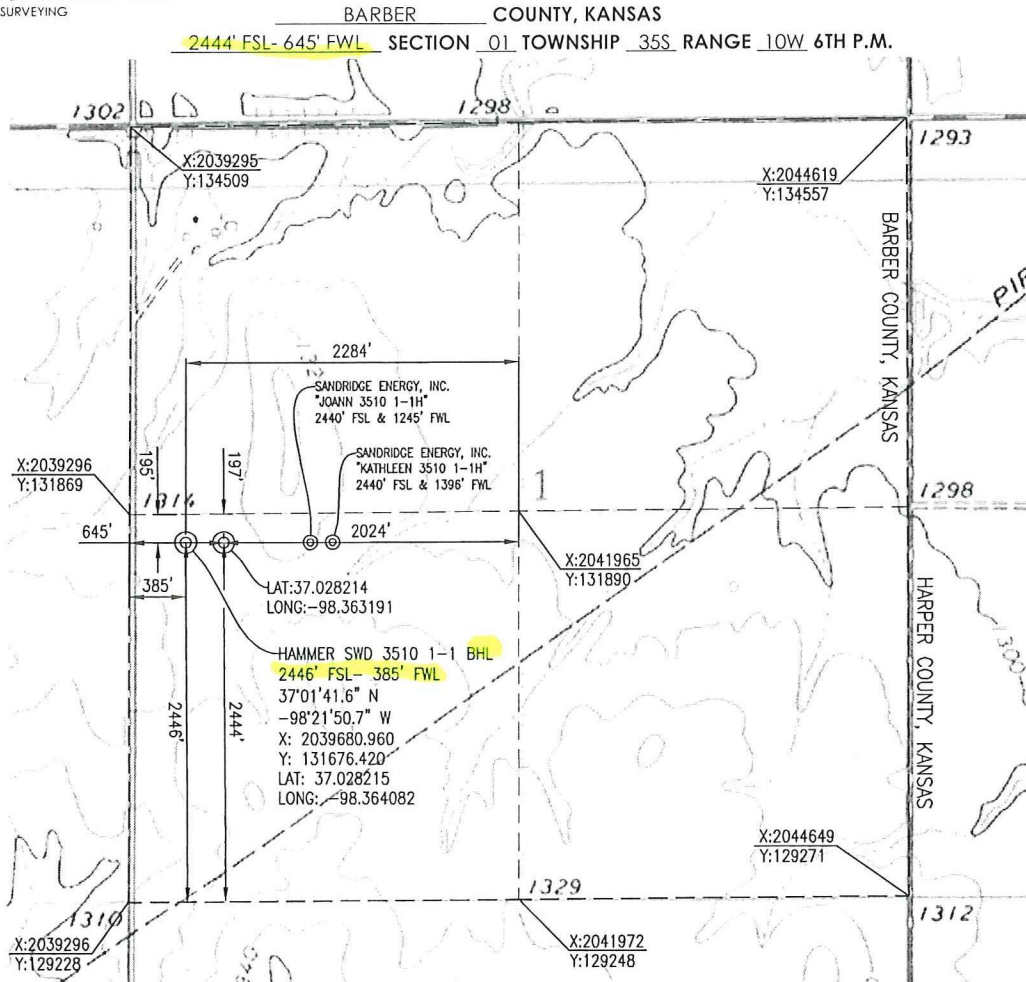 SURVEYING
BARBER COUNTY, KANSAS
2444' FSL- 645' FWL SECTION 01 TOWNSHIP 35S RANGE 10W 6TH P.M.
1302
1298
1293
X:2039295
Y:134509
X:2044619
Y:134557
BARBER COUNTY, KANSAS
2284'
SANDRIDGE ENERGY, INC.
"JOANN 3510 1-1H"
2440' FSL & 1245' FWL
SANDRIDGE ENERGY, INC.
"KATHLEEN 3510 1-1H"
2440' FSL & 1396' FWL
X:2039296
Y:131869
195'
197'
1314
1
1298
645'
2024'
X:2041965
Y:131890
385'
LAT:37.028214
LONG:-98.363191
HAMMER SWD 3510 1-1 BHL
2446' FSL- 385' FWL
37°01'41.6" N
-98°21'50.7" W
X: 2039680.960
Y: 131676.420
LAT: 37.028215
LONG: -98.364082
2446'
2444'
HARPER COUNTY, KANSAS
1300
X:2044649
Y:129271
1310
1329
1312
X:2039296
Y:129228
X:2041972
Y:129248